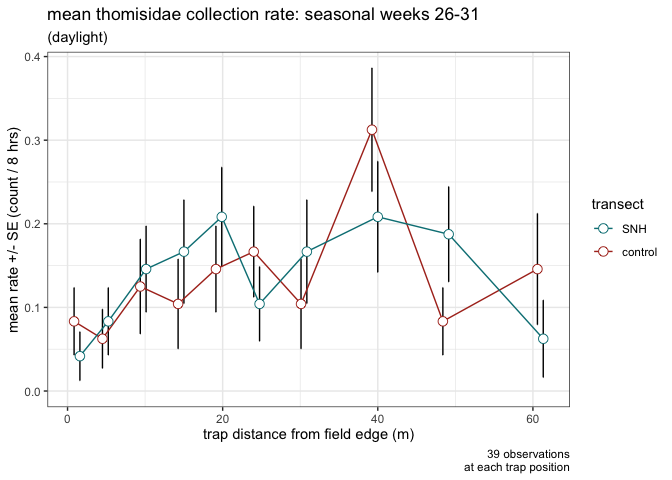 mean thomisidae collection rate: seasonal weeks 26-31
(daylight)
mean rate +/- SE (count / 8 hrs)
0.4
0.3
0.2
0.1
0.0
0 20 40 60
trap distance from field edge (m)
transect
SNH
control
39 observations
at each trap position